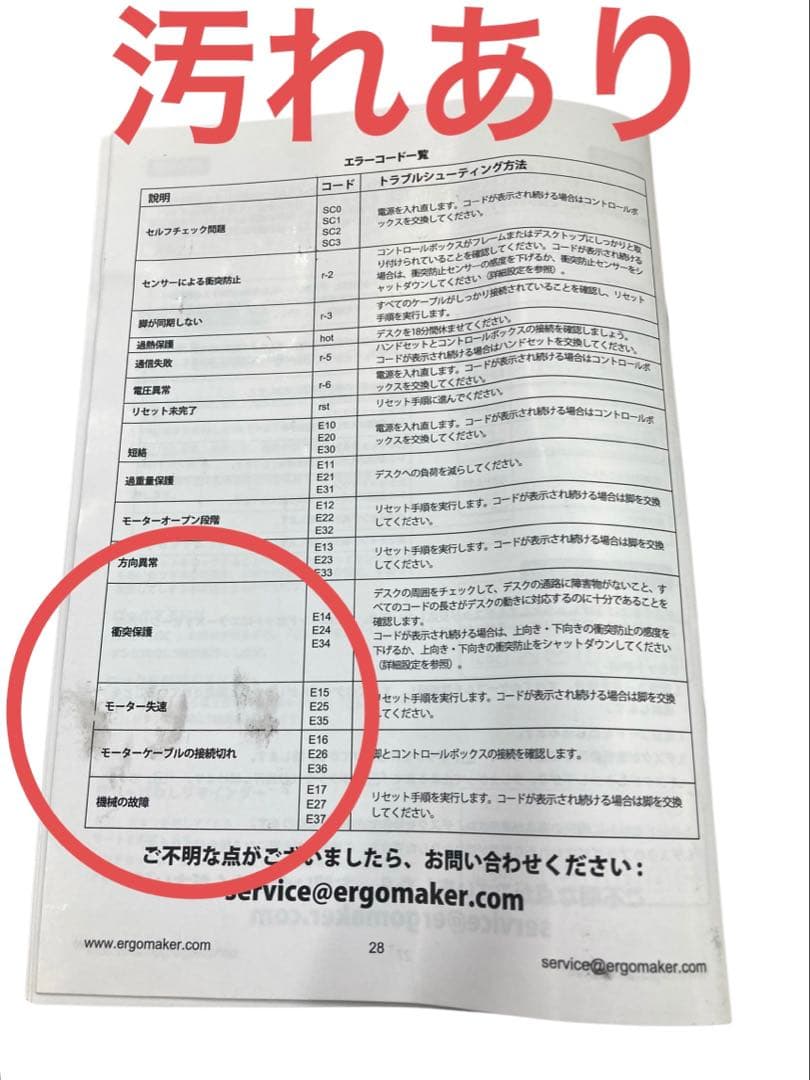 汚れあり
エラーコード一覧
説明 コード トラブルシューティング方法
セルフチェック問題
SC0
SC1
SC2
SC3
電源を入れ直します。コードが表示され続ける場合はコントロールボ
ックスを交換してください。
センサーによる衝突防止
r-2
コントロールボックスがフレームまたはデスクトップにしっかりと取
り付けられていることを確認してください。コードが表示され続ける
場合は、衝突防止センサーの感度を下げるか、衝突防止センサーをシ
ャットダウンしてください（詳細設定を参照）。
脚が同期しない
r-3
すべてのケーブルがしっかり接続されていることを確認し、リセット
手順を実行します。
過熱保護
hot
デスクを18分間休ませてください。
通信失敗
r-5
ハンドセットとコントロールボックスの接続を確認しましょう。
コードが表示され続ける場合はハンドセットを交換してください。
電圧異常
r-6
電源を入れ直します。コードが表示され続ける場合はコントロールボ
ックスを交換してください。
リセット未完了
rst
リセット手順に進んでください。
短絡
E10
E20
E30
電源を入れ直します。コードが表示され続ける場合はコントロールボ
ックスを交換してください。
過重量保護
E11
E21
E31
デスクへの負荷を減らしてください。
モーターオープン段階
E12
E22
E32
リセット手順を実行します。コードが表示され続ける場合は脚を交換
してください。
方向異常
E13
E23
E33
リセット手順を実行します。コードが表示され続ける場合は脚を交換
してください。
衝突保護
E14
E24
E34
デスクの周囲をチェックして、デスクの通路に障害物がないこと、す
べてのコードの長さがデスクの動きに対応するのに十分であることを
確認します。
コードが表示され続ける場合は、上向き・下向きの衝突防止の感度を
下げるか、上向き・下向きの衝突防止をシャットダウンしてください
（詳細設定を参照）。
モーター失速
E15
E25
E35
リセット手順を実行します。コードが表示され続ける場合は脚を交換
してください。
モーターケーブルの接続切れ
E16
E26
E36
脚とコントロールボックスの接続を確認します。
機械の故障
E17
E27
E37
リセット手順を実行します。コードが表示され続ける場合は脚を交換
してください。
ご不明な点がございましたら、お問い合わせください：
service@ergomaker.com
www.ergomaker.com
28
service@ergomaker.com